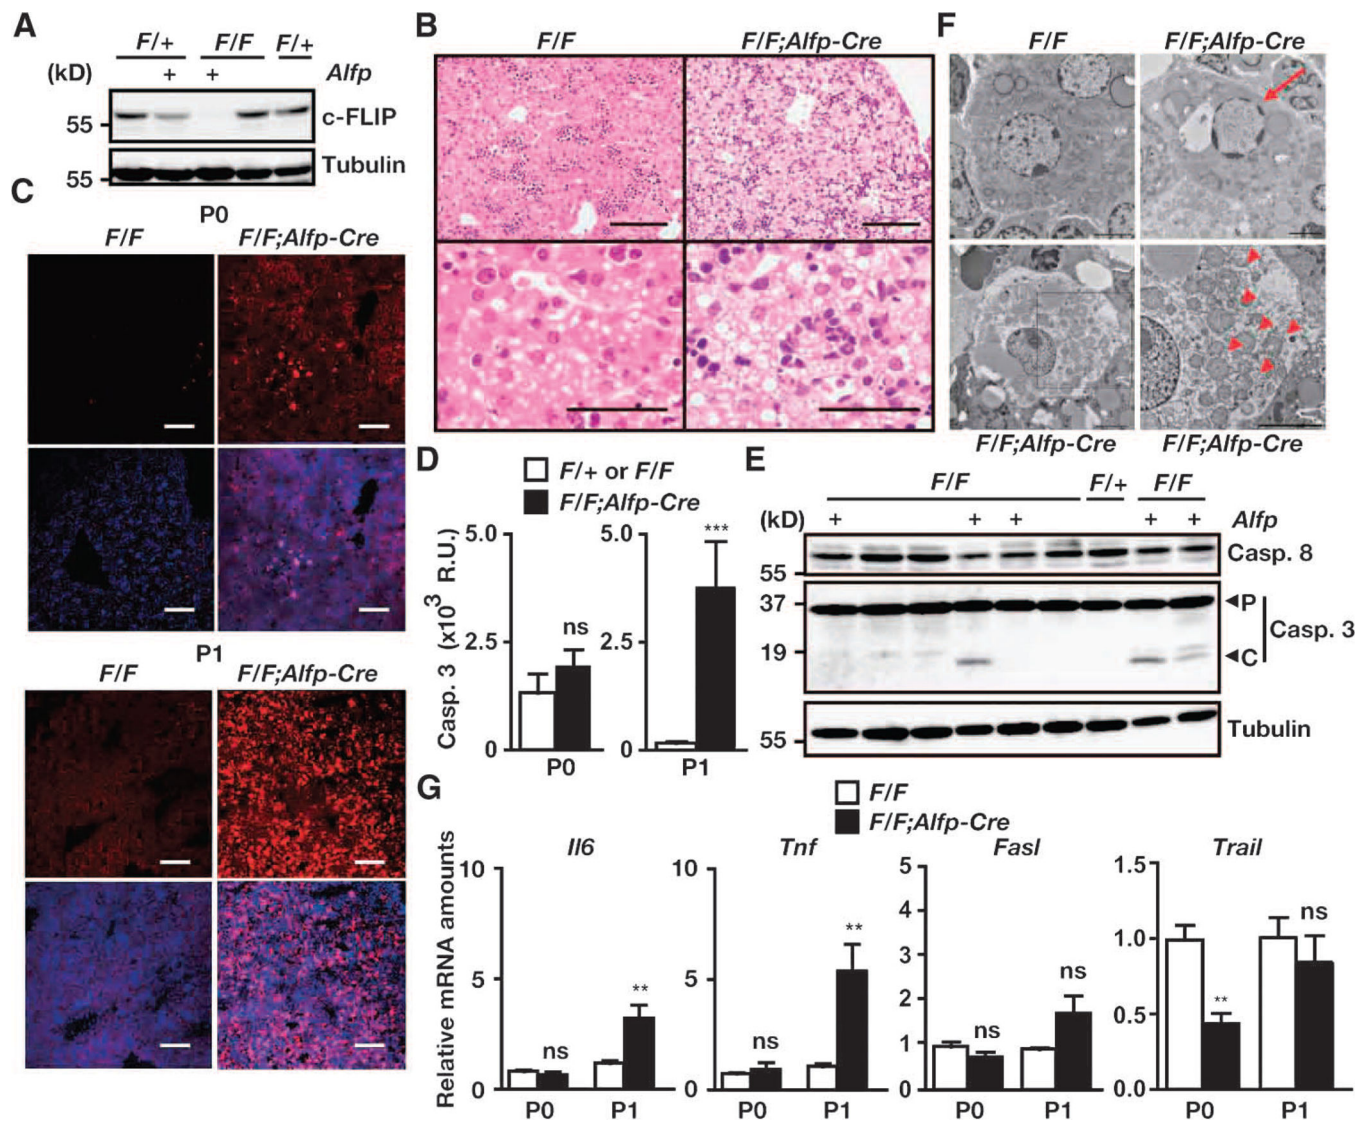 A
F/+ F/F F/+
(kD) + + Alfp
55 c-FLIP
55 Tubulin
B
F/F F/F;Alfp-Cre
C
P0
F/F F/F;Alfp-Cre
P1
F/F F/F;Alfp-Cre
D
F/+ or F/F
F/F;Alfp-Cre
Casp. 3 (x10³ R.U.)
5.0
2.5
0
ns
P0
5.0
2.5
0
***
P1
E
F/F F/+ F/F
(kD) + + + + + Alfp
55 Casp. 8
37 P
19 C
Casp. 3
55 Tubulin
F
F/F F/F;Alfp-Cre
F/F;Alfp-Cre F/F;Alfp-Cre
G
F/F
F/F;Alfp-Cre
Relative mRNA amounts
Il6
10
5
0
ns
**
P0 P1
Tnf
10
5
0
ns
**
P0 P1
Fasl
5
4
3
2
1
0
ns
ns
P0 P1
Trail
1.5
1.0
0.5
0.0
**
ns
P0 P1